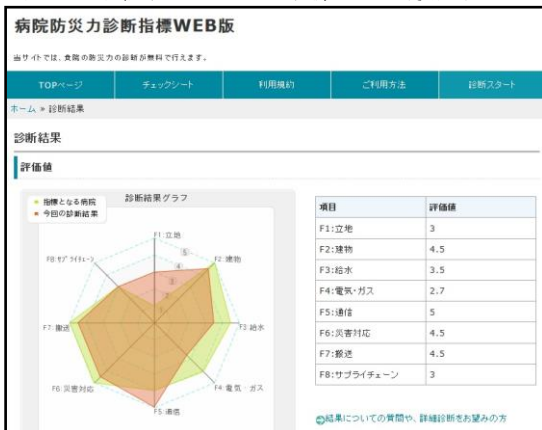 病院防災力診断指標WEB版
当サイトでは、貴院の防災力の診断が無料で行えます。
TOPページ
チェックシート
利用規約
ご利用方法
診断スタート
ホーム » 診断結果
診断結果
評価値
診断結果グラフ
指標となる病院
今回の診断結果
F1:立地
F2:建物
F3:給水
F4:電気・ガス
F5:通信
F6:災害対応
F7:搬送
F8:サプライチェーン
5
4
3
2
項目 評価値
F1:立地 3
F2:建物 4.5
F3:給水 3.5
F4:電気・ガス 2.7
F5:通信 5
F6:災害対応 4.5
F7:搬送 4.5
F8:サプライチェーン 3
結果についての質問や、詳細診断をお望みの方